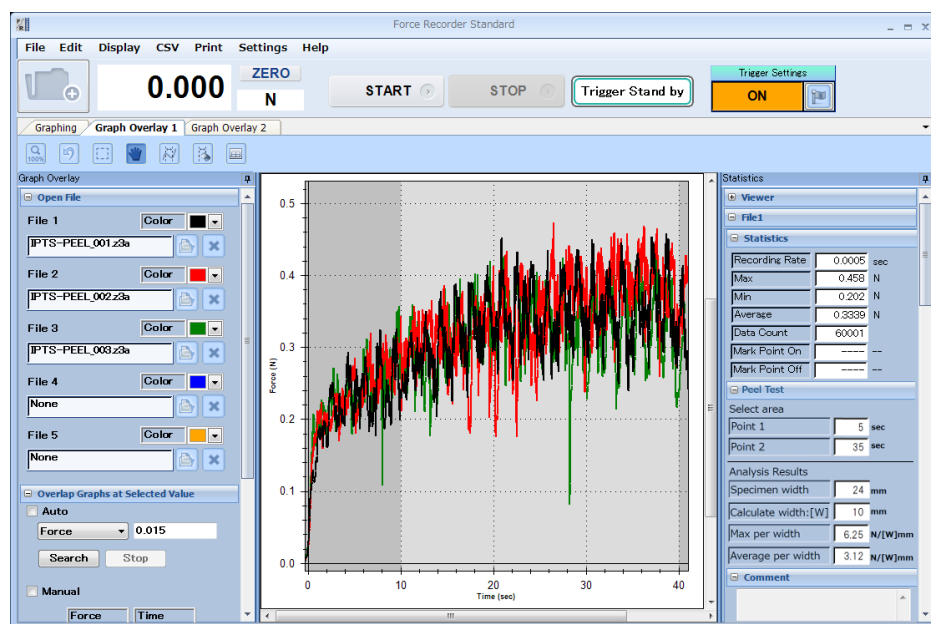 Force Recorder Standard
File Edit Display CSV Print Settings Help
0.000
ZERO
N
START
STOP
Trigger Stand by
Trigger Settings
ON
Graphing Graph Overlay 1 Graph Overlay 2
100%
Graph Overlay
Open File
File 1 Color
IPTS-PEEL_001.z3a
File 2 Color
IPTS-PEEL_002.z3a
File 3 Color
IPTS-PEEL_003.z3a
File 4 Color
None
File 5 Color
None
Overlap Graphs at Selected Value
Auto
Force 0.015
Search Stop
Manual
Force Time
0.5
0.4
0.3
0.2
0.1
0.0
Force (N)
0 10 20 30 40
Time (sec)
Statistics
Viewer
File1
Statistics
Recording Rate 0.0005 sec
Max 0.458 N
Min 0.202 N
Average 0.3339 N
Data Count 60001
Mark Point On ---- --
Mark Point Off ---- --
Peel Test
Select area
Point 1 5 sec
Point 2 35 sec
Analysis Results
Specimen width 24 mm
Calculate width:[W] 10 mm
Max per width 6.25 N/[W]mm
Average per width 3.12 N/[W]mm
Comment